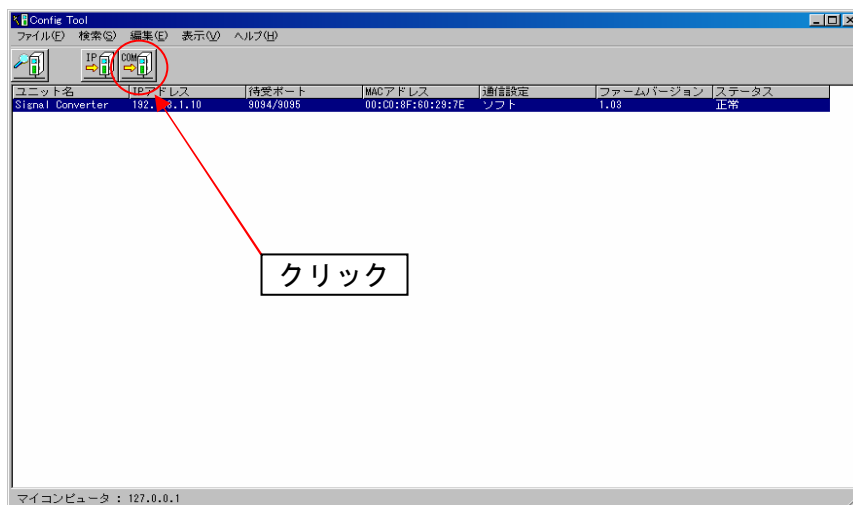 Config Tool
ファイル(F) 検索(S) 編集(E) 表示(V) ヘルプ(H)
IP COM
ユニット名 IPアドレス 待受ポート MACアドレス 通信設定 ファームバージョン ステータス
Signal Converter 192. 8.1.10 9094/9095 00:C0:8F:60:29:7E ソフト 1.03 正常
クリック
マイコンピュータ : 127.0.0.1